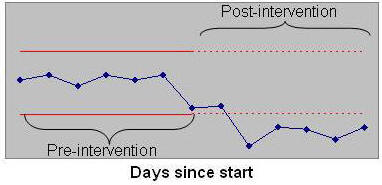 Post-intervention
Pre-intervention
Days since start